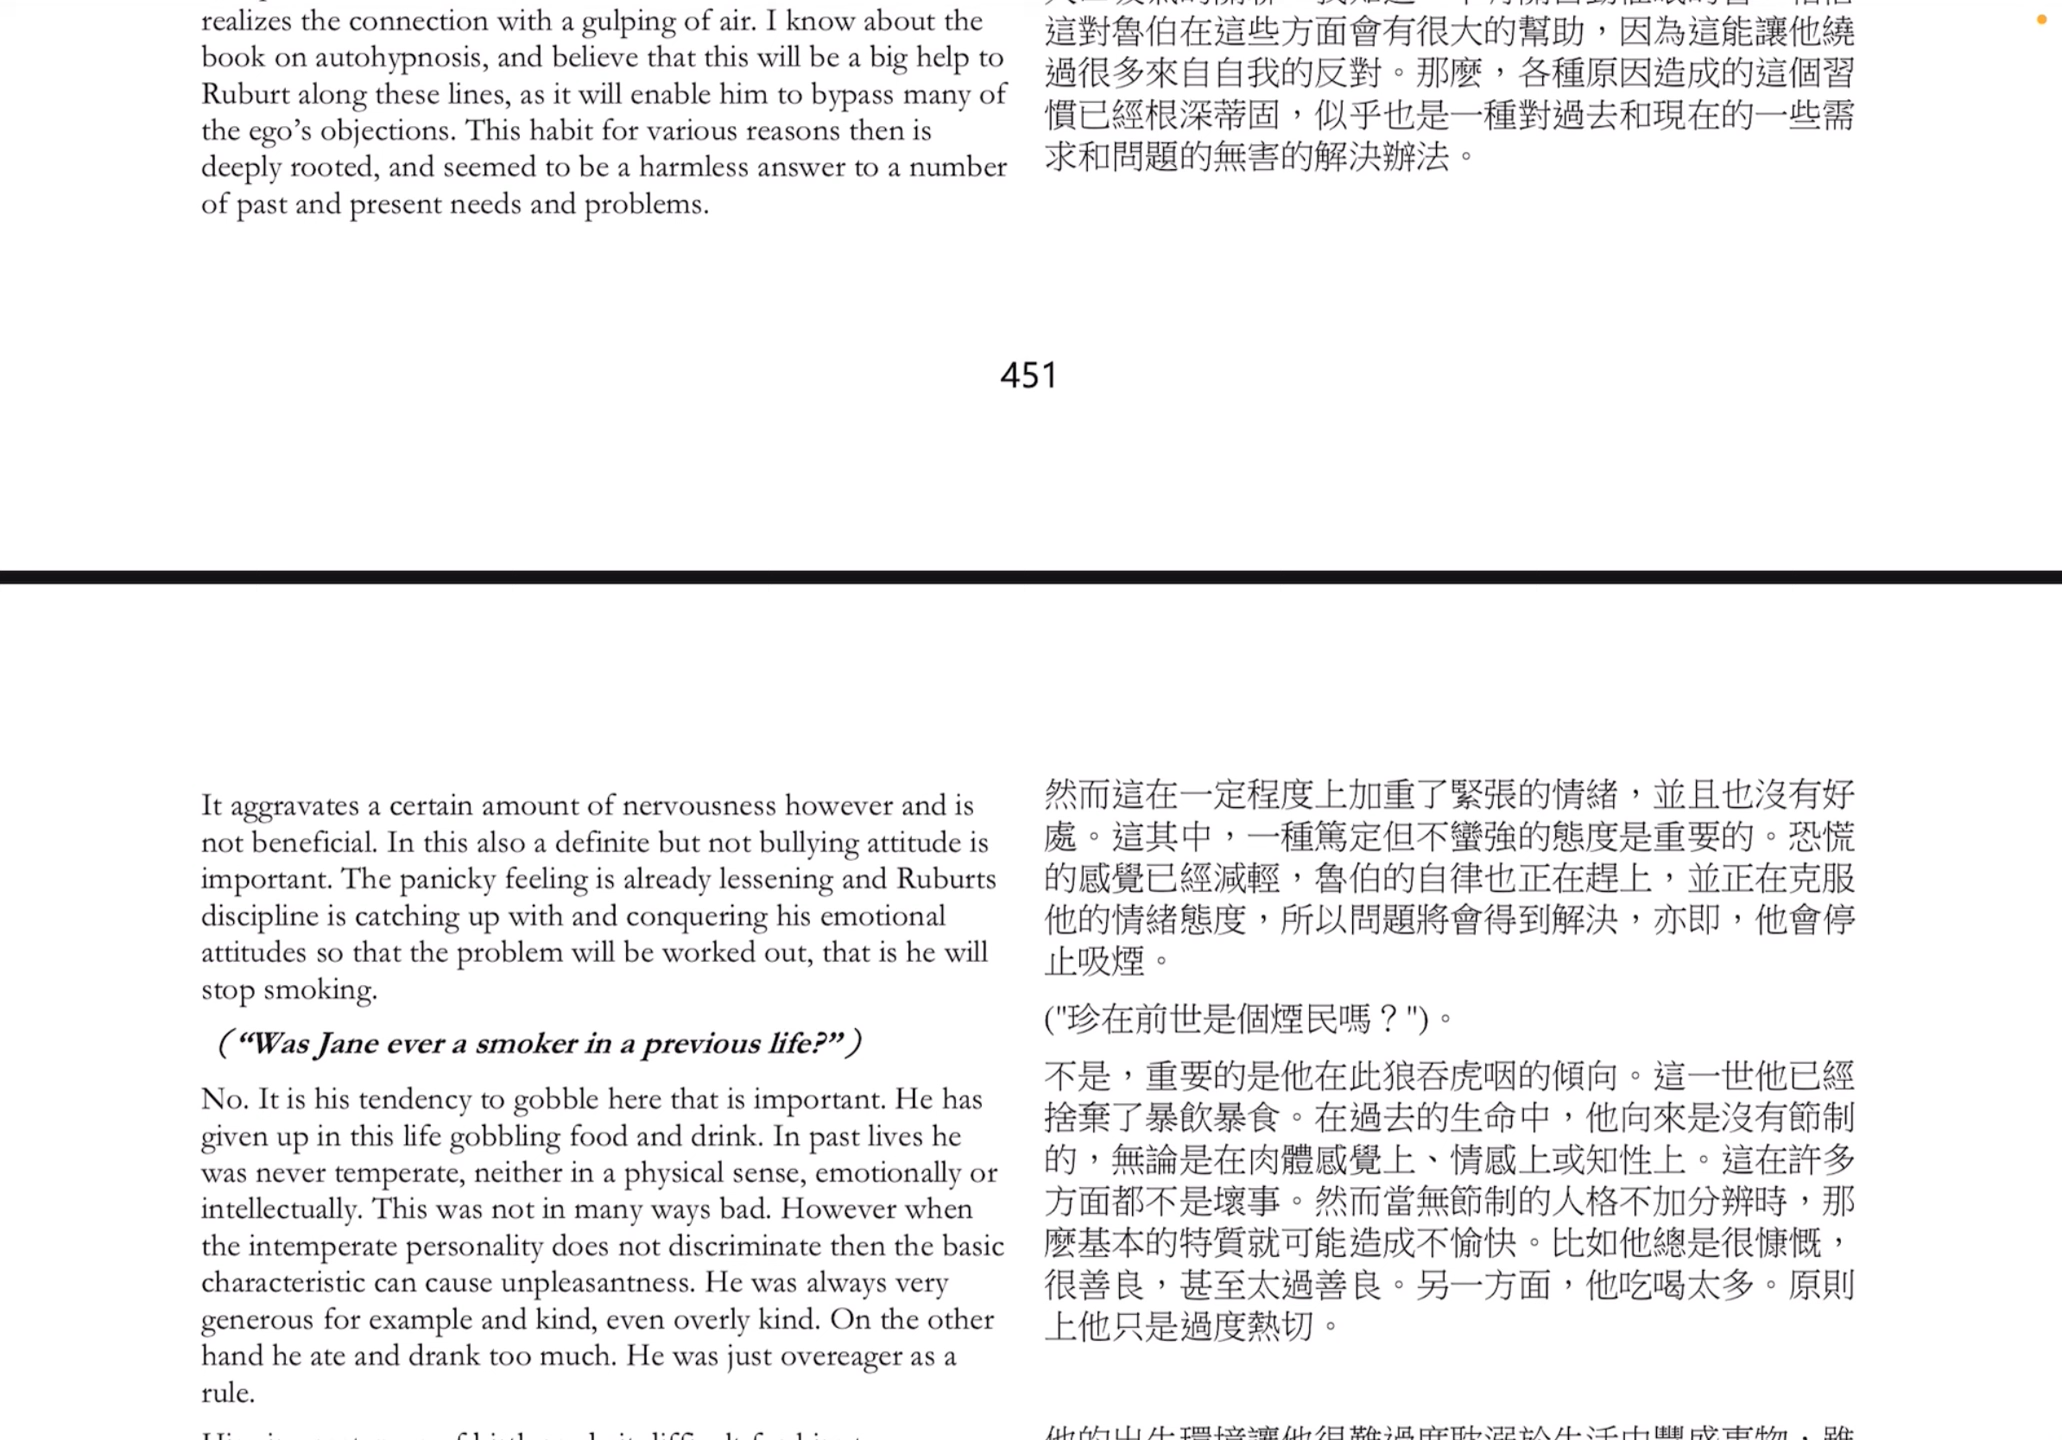 realizes the connection with a gulping of air. I know about the
book on autohypnosis, and believe that this will be a big help to
Ruburt along these lines, as it will enable him to bypass many of
the ego’s objections. This habit for various reasons then is
deeply rooted, and seemed to be a harmless answer to a number
of past and present needs and problems.
這對魯伯在這些方面會有很大的幫助，因為這能讓他繞
過很多來自自我的反對。那麼，各種原因造成的這個習
慣已經根深蒂固，似乎也是一種對過去和現在的一些需
求和問題的無害的解決辦法。
451
It aggravates a certain amount of nervousness however and is
not beneficial. In this also a definite but not bullying attitude is
important. The panicky feeling is already lessening and Ruburts
discipline is catching up with and conquering his emotional
attitudes so that the problem will be worked out, that is he will
stop smoking.
（“Was Jane ever a smoker in a previous life?”）
No. It is his tendency to gobble here that is important. He has
given up in this life gobbling food and drink. In past lives he
was never temperate, neither in a physical sense, emotionally or
intellectually. This was not in many ways bad. However when
the intemperate personality does not discriminate then the basic
characteristic can cause unpleasantness. He was always very
generous for example and kind, even overly kind. On the other
hand he ate and drank too much. He was just overeager as a
rule.
然而這在一定程度上加重了緊張的情緒，並且也沒有好
處。這其中，一種篤定但不蠻強的態度是重要的。恐慌
的感覺已經減輕，魯伯的自律也正在趕上，並正在克服
他的情緒態度，所以問題將會得到解決，亦即，他會停
止吸煙。
("珍在前世是個煙民嗎？")。
不是，重要的是他在此狼吞虎咽的傾向。這一世他已經
捨棄了暴飲暴食。在過去的生命中，他向來是沒有節制
的，無論是在肉體感覺上、情感上或知性上。這在許多
方面都不是壞事。然而當無節制的人格不加分辨時，那
麼基本的特質就可能造成不愉快。比如他總是很慷慨，
很善良，甚至太過善良。另一方面，他吃喝太多。原則
上他只是過度熱切。